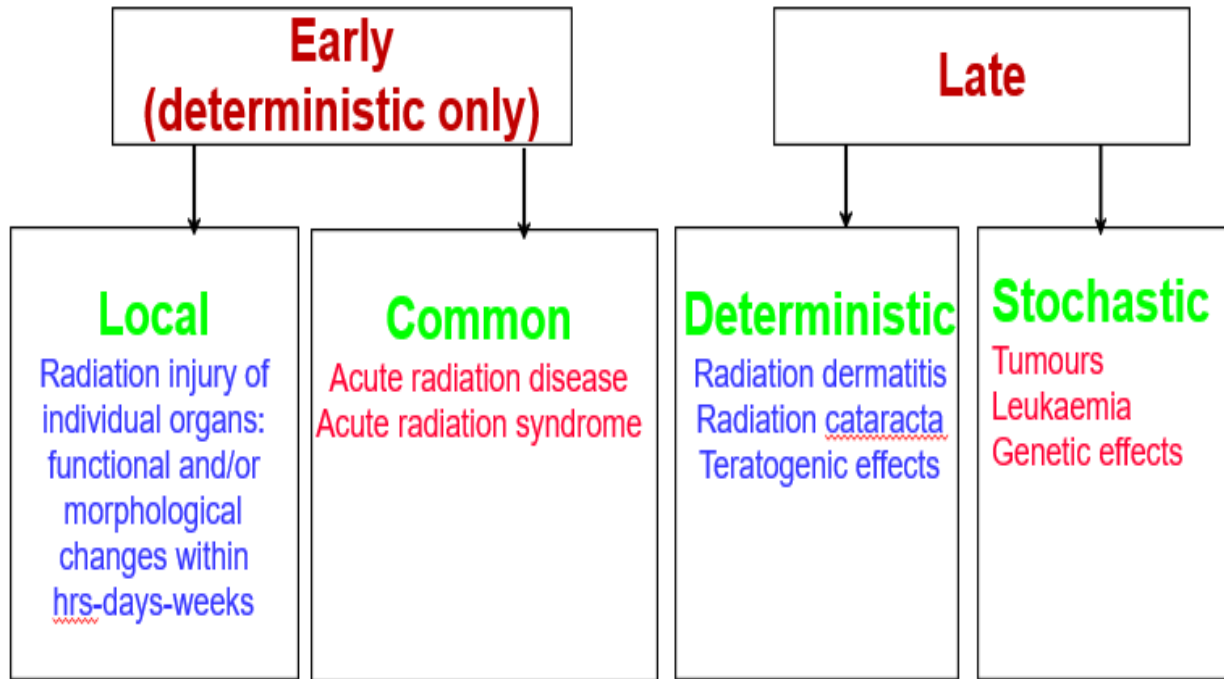 Early
(deterministic only)
Late
Local
Radiation injury of
individual organs:
functional and/or
morphological
changes within
hrs-days-weeks
Common
Acute radiation disease
Acute radiation syndrome
Deterministic
Radiation dermatitis
Radiation cataracta
Teratogenic effects
Stochastic
Tumours
Leukaemia
Genetic effects